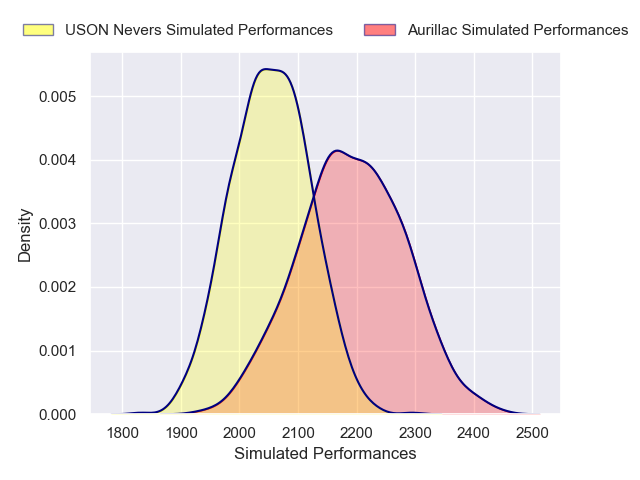 USON Nevers Simulated Performances
Aurillac Simulated Performances
Density
0.005
0.004
0.003
0.002
0.001
0.000
1800 1900 2000 2100 2200 2300 2400 2500
Simulated Performances